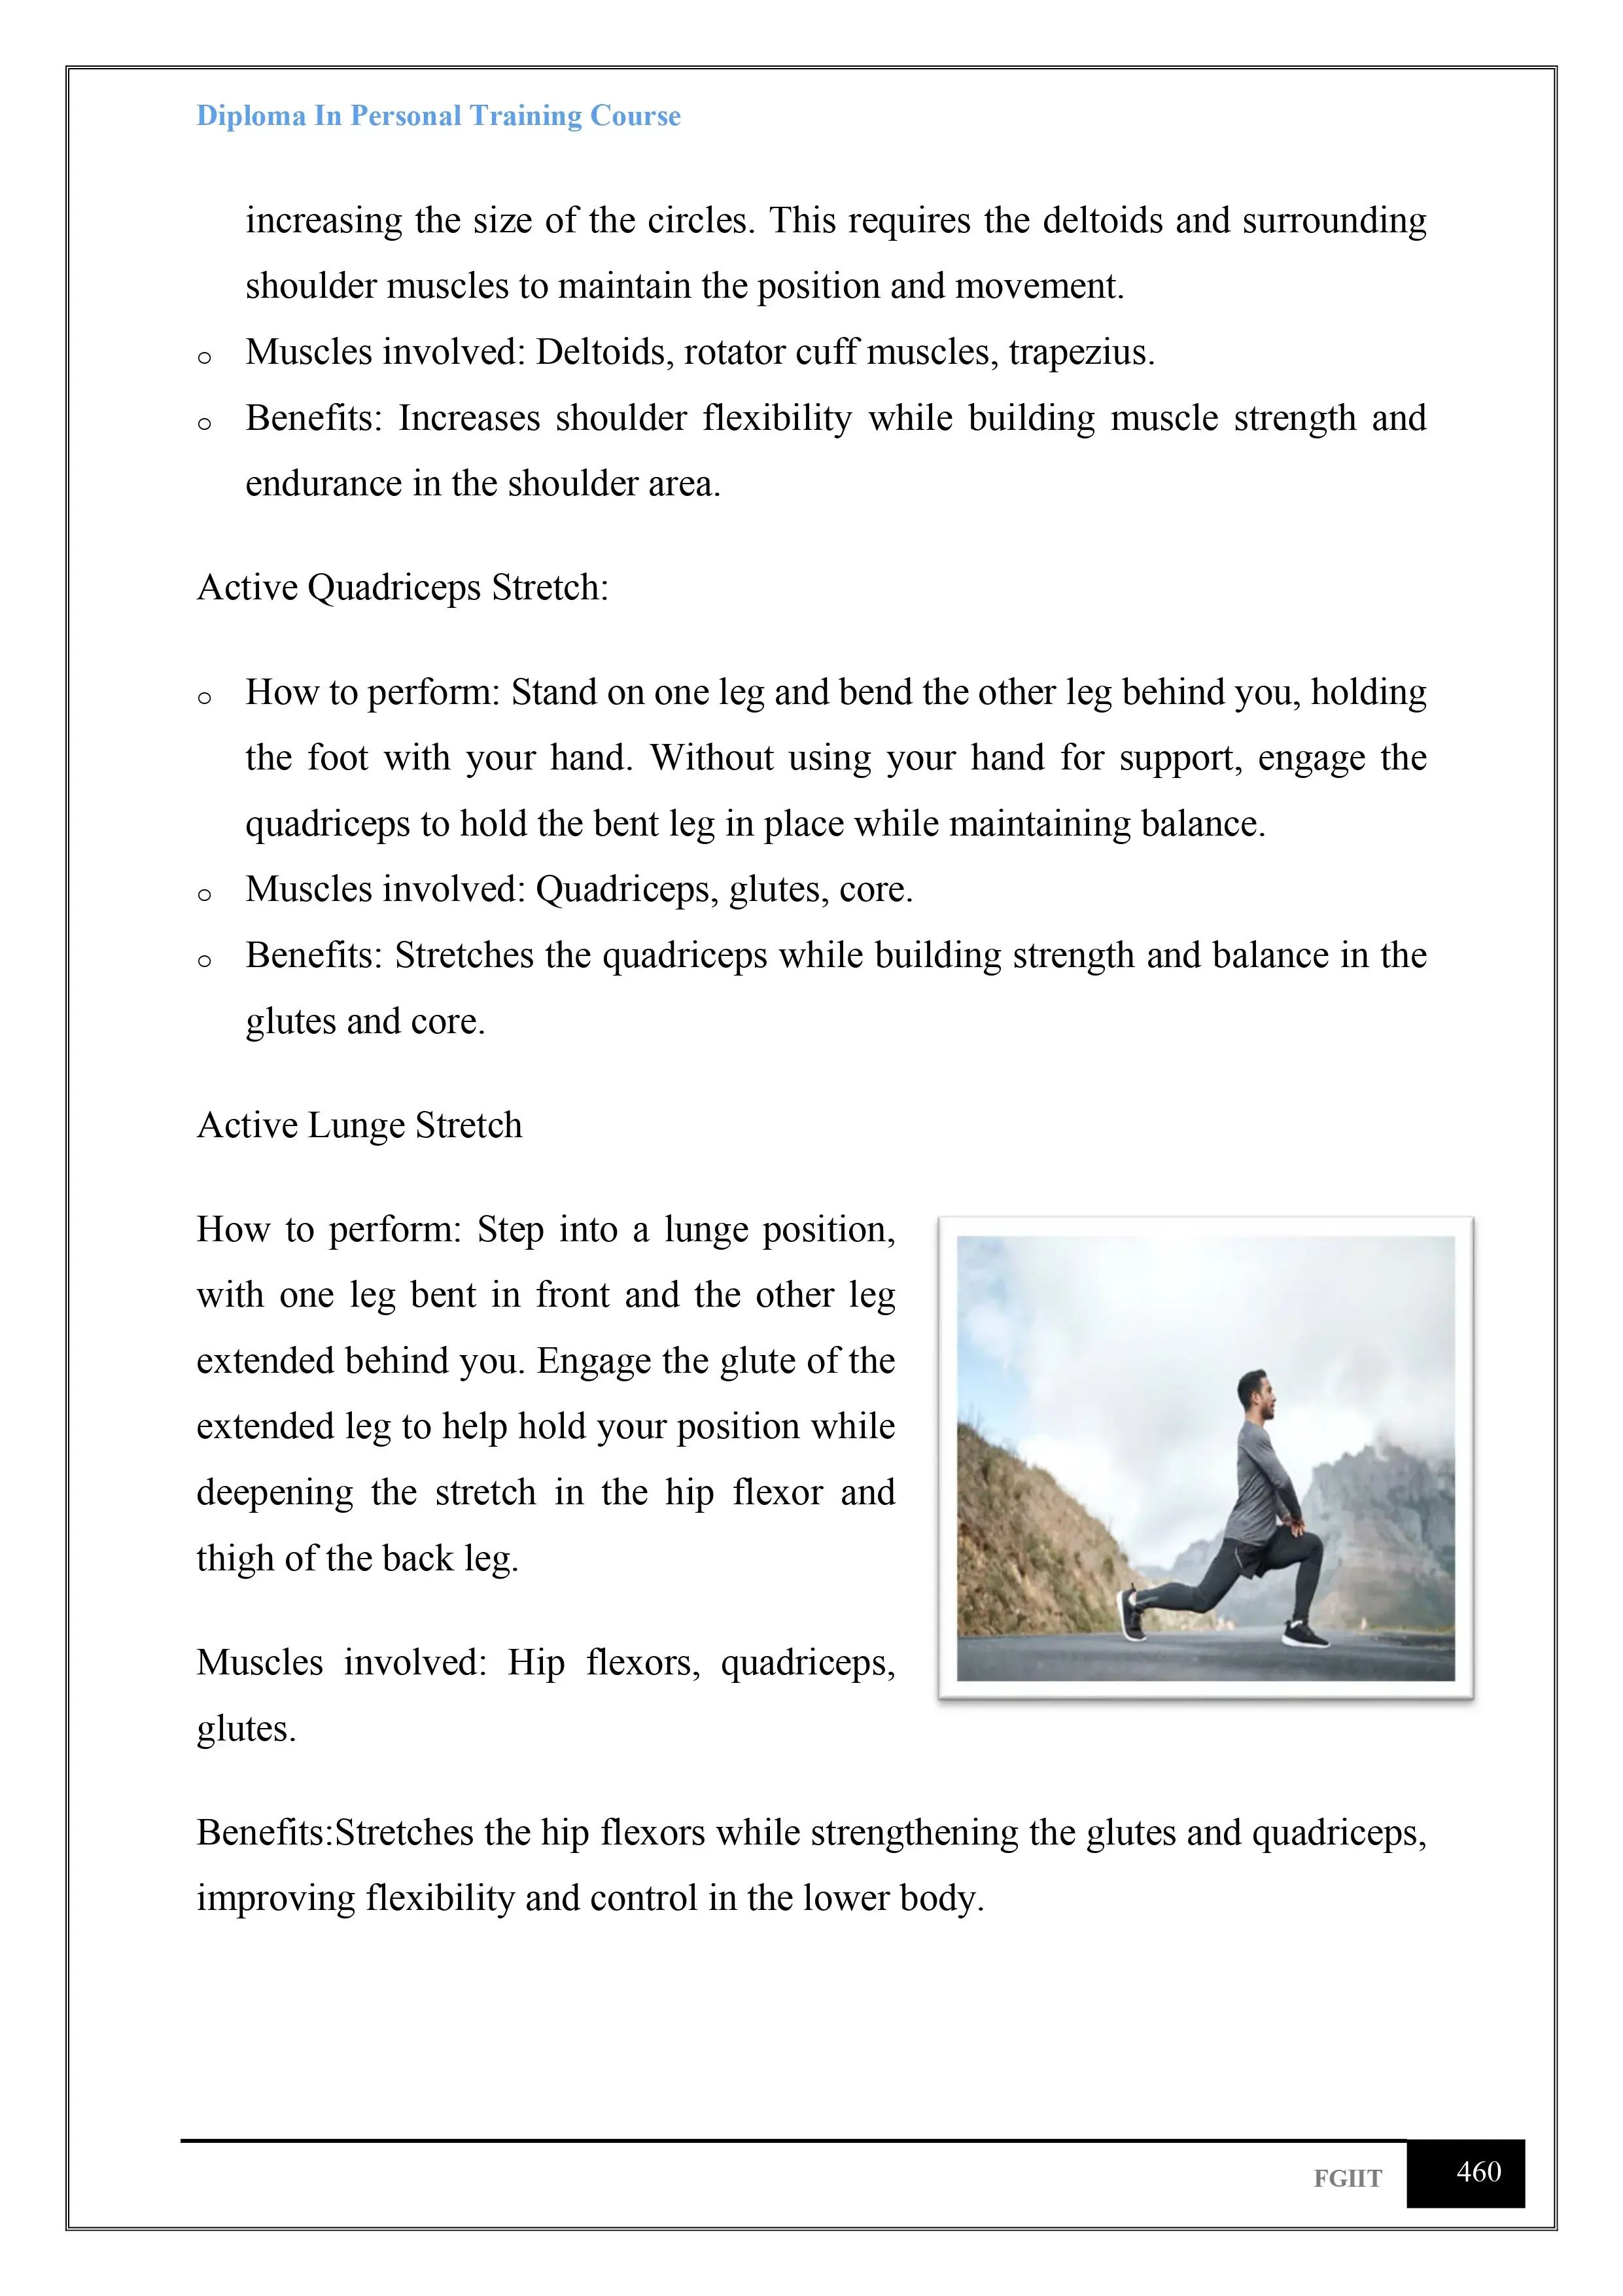 Diploma In Personal Training Course
increasing the size of the circles. This requires the deltoids and surrounding
shoulder muscles to maintain the position and movement.
o Muscles involved: Deltoids, rotator cuff muscles, trapezius.
o Benefits: Increases shoulder flexibility while building muscle strength and
endurance in the shoulder area.
Active Quadriceps Stretch:
o How to perform: Stand on one leg and bend the other leg behind you, holding
the foot with your hand. Without using your hand for support, engage the
quadriceps to hold the bent leg in place while maintaining balance.
o Muscles involved: Quadriceps, glutes, core.
o Benefits: Stretches the quadriceps while building strength and balance in the
glutes and core.
Active Lunge Stretch
How to perform: Step into a lunge position,
with one leg bent in front and the other leg
extended behind you. Engage the glute of the
extended leg to help hold your position while
deepening the stretch in the hip flexor and
thigh of the back leg.
Muscles involved: Hip flexors, quadriceps,
glutes.
Benefits:Stretches the hip flexors while strengthening the glutes and quadriceps,
improving flexibility and control in the lower body.
FGIIT 460